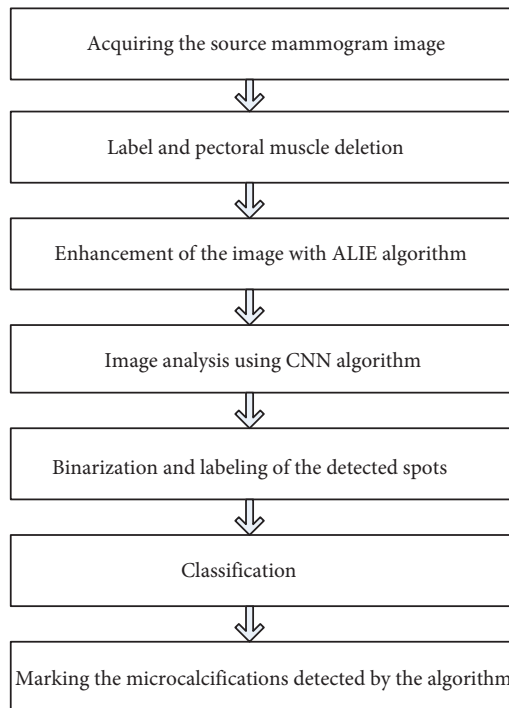 Acquiring the source mammogram image
Label and pectoral muscle deletion
Enhancement of the image with ALIE algorithm
Image analysis using CNN algorithm
Binarization and labeling of the detected spots
Classification
Marking the microcalcifications detected by the algorithm